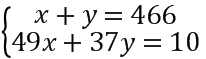 x + y = 466
49x + 37y = 10